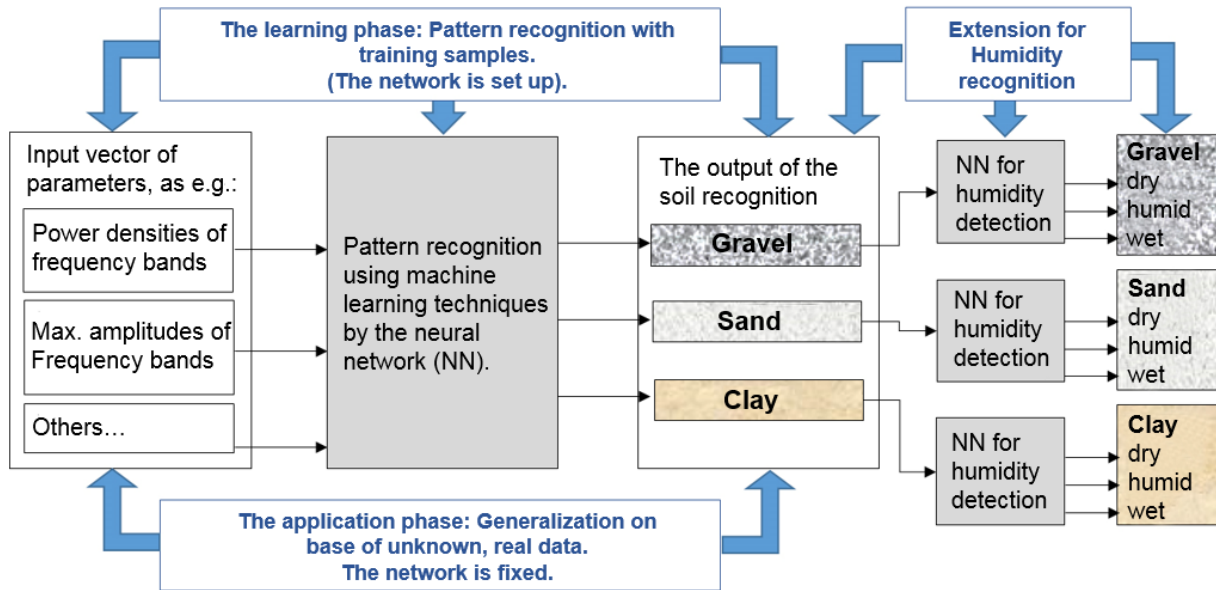 The learning phase: Pattern recognition with
training samples.
(The network is set up).
Extension for
Humidity
recognition
Input vector of
parameters, as e.g.:
Power densities of
frequency bands
Max. amplitudes of
Frequency bands
Others…
Pattern recognition
using machine
learning techniques
by the neural
network (NN).
The output of the
soil recognition
Gravel
Sand
Clay
NN for
humidity
detection
Gravel
dry
humid
wet
NN for
humidity
detection
Sand
dry
humid
wet
NN for
humidity
detection
Clay
dry
humid
wet
The application phase: Generalization on
base of unknown, real data.
The network is fixed.